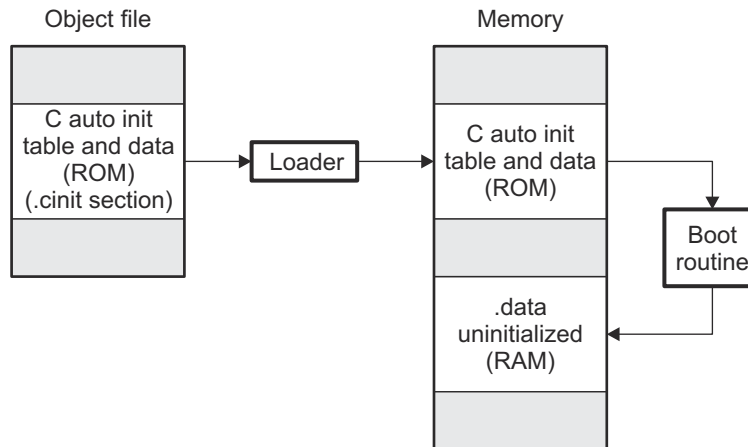 Object file
C auto init
table and data
(ROM)
(.cinit section)
Loader
Memory
C auto init
table and data
(ROM)
.data
uninitialized
(RAM)
Boot
routine